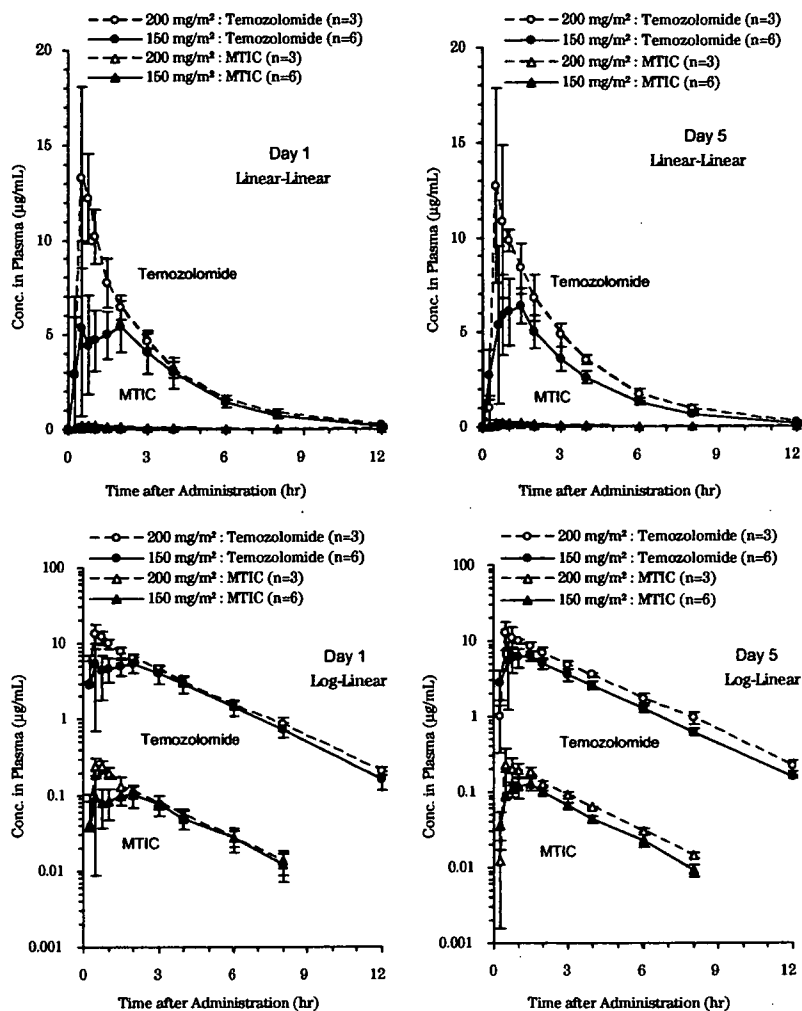 200 mg/m² : Temozolomide (n=3)
150 mg/m² : Temozolomide (n=6)
200 mg/m² : MTIC (n=3)
150 mg/m² : MTIC (n=6)
20
15
10
5
0
Conc. in Plasma (µg/mL)
Day 1
Linear-Linear
Temozolomide
MTIC
0 3 6 9 12
Time after Administration (hr)
200 mg/m² : Temozolomide (n=3)
150 mg/m² : Temozolomide (n=6)
200 mg/m² : MTIC (n=3)
150 mg/m² : MTIC (n=6)
20
15
10
5
0
Conc. in Plasma (µg/mL)
Day 5
Linear-Linear
Temozolomide
MTIC
0 3 6 9 12
Time after Administration (hr)
200 mg/m² : Temozolomide (n=3)
150 mg/m² : Temozolomide (n=6)
200 mg/m² : MTIC (n=3)
150 mg/m² : MTIC (n=6)
100
10
1
0.1
0.01
0.001
Conc. in Plasma (µg/mL)
Day 1
Log-Linear
Temozolomide
MTIC
0 3 6 9 12
Time after Administration (hr)
200 mg/m² : Temozolomide (n=3)
150 mg/m² : Temozolomide (n=6)
200 mg/m² : MTIC (n=3)
150 mg/m² : MTIC (n=6)
100
10
1
0.1
0.01
0.001
Conc. in Plasma (µg/mL)
Day 5
Log-Linear
Temozolomide
MTIC
0 3 6 9 12
Time after Administration (hr)